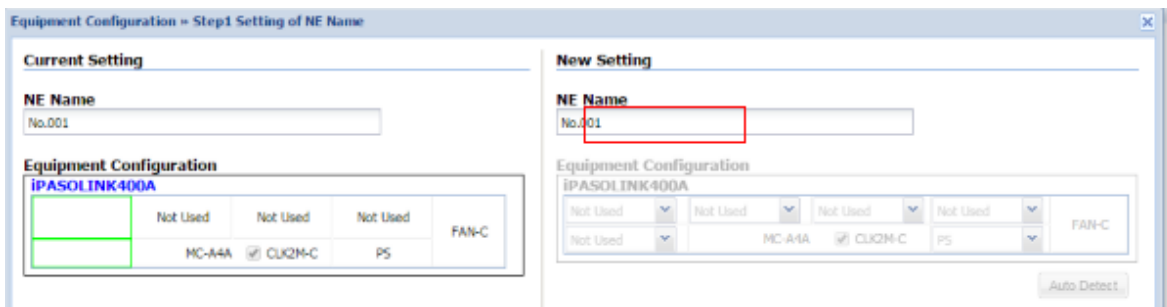 Equipment Configuration » Step1 Setting of NE Name
Current Setting
NE Name
No.001
Equipment Configuration
iPASOLINK400A
Not Used Not Used Not Used FAN-C
MC-A4A CLK2M-C PS
New Setting
NE Name
No.001
Equipment Configuration
iPASOLINK400A
Not Used Not Used Not Used Not Used FAN-C
Not Used MC-A4A CLK2M-C PS
Auto Detect